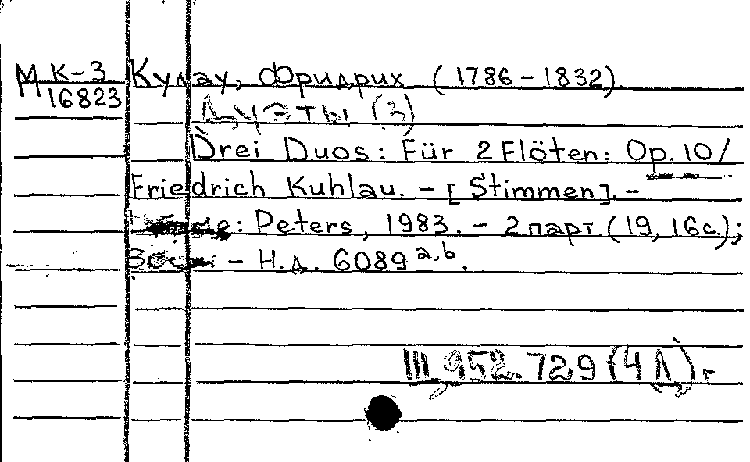 М К-3 Кулау, Фридрих (1786-1832).
16823
Дуэты (3)
Drei Duos: Für 2 Flöten: Op. 10/
Friedrich Kuhlau. - [Stimmen]. -
: Peters, 1983. - 2 парт (19, 16 с.);
- Н.д. 6089 a,b.
III 952.729 (4 Л)г